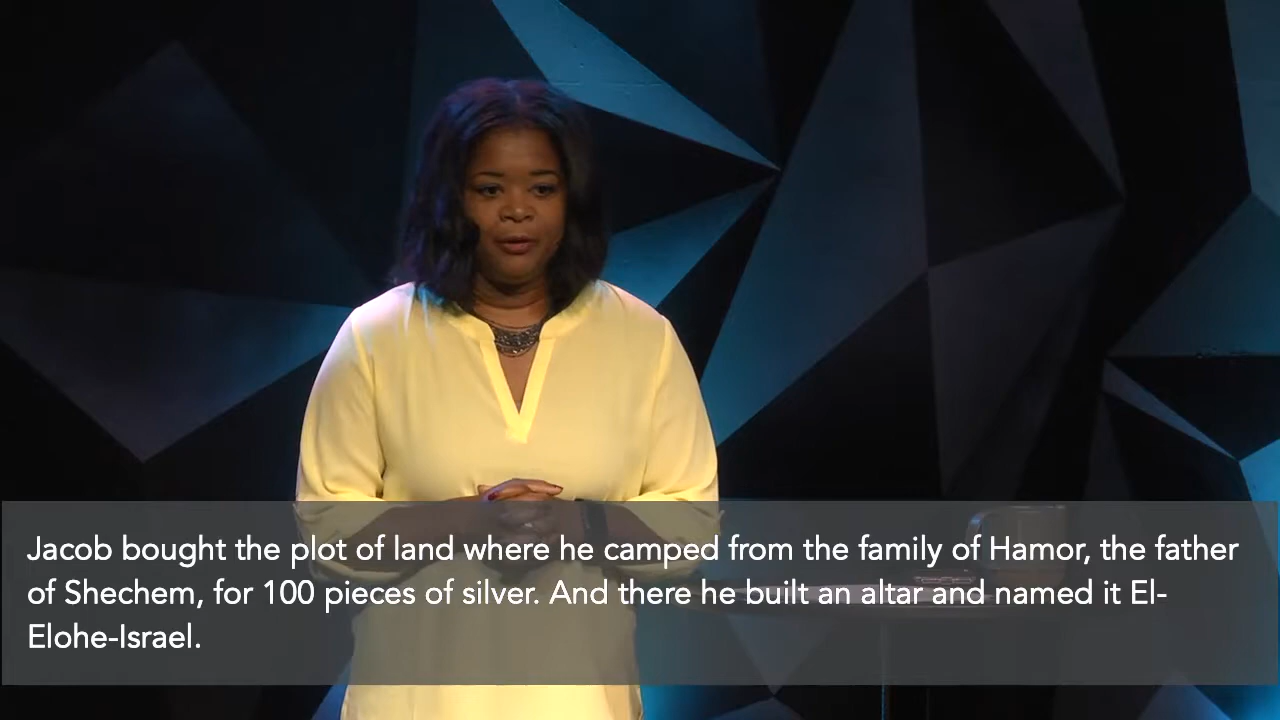 Jacob bought the plot of land where he camped from the family of Hamor, the father
of Shechem, for 100 pieces of silver. And there he built an altar and named it El-
Elohe-Israel.